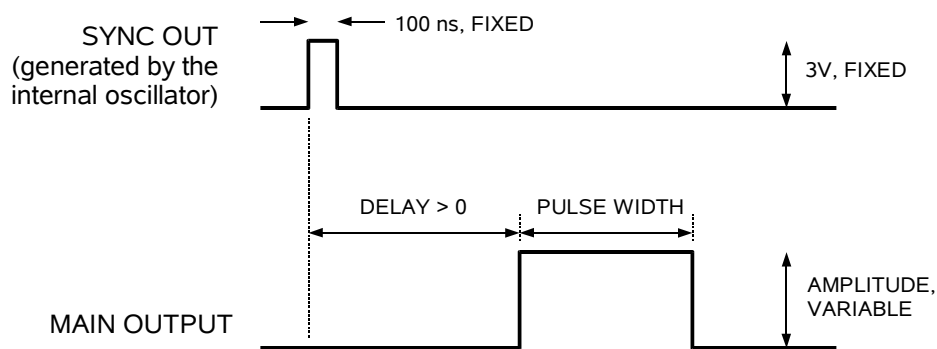 SYNC OUT
(generated by the
internal oscillator)
100 ns, FIXED
3V, FIXED
DELAY > 0
PULSE WIDTH
MAIN OUTPUT
AMPLITUDE,
VARIABLE